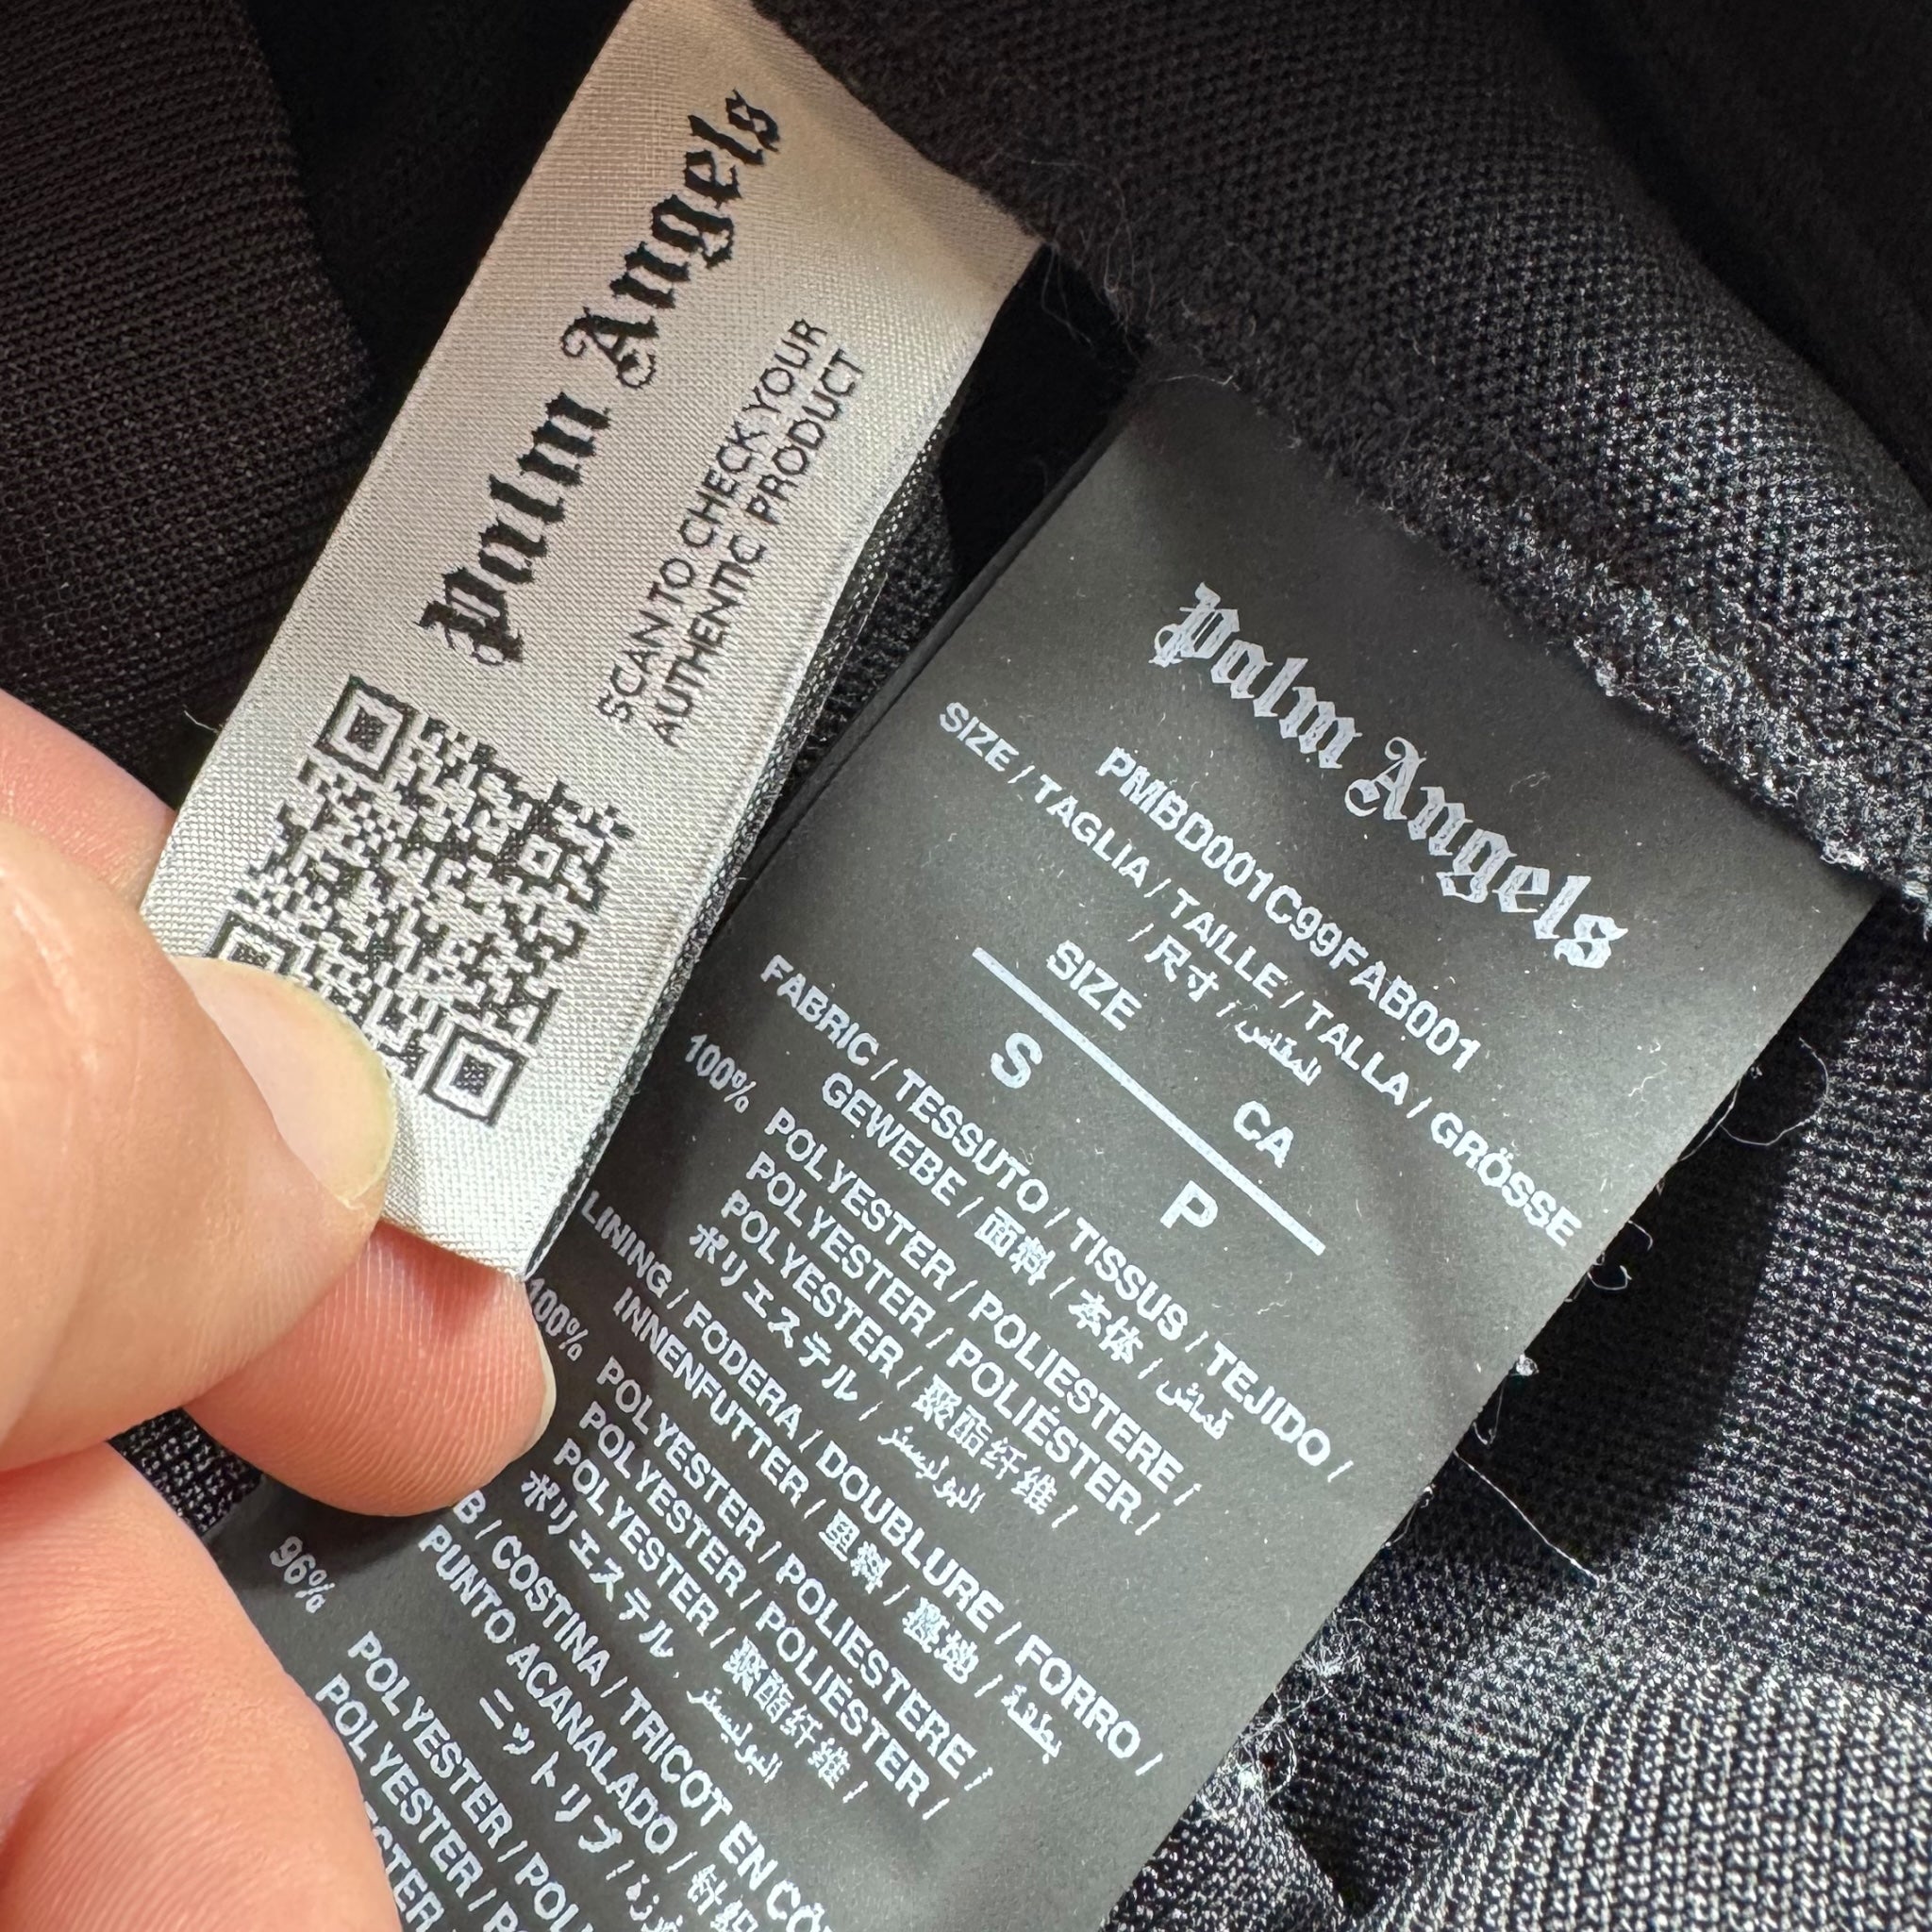 Palm Angels
SCAN TO CHECK YOUR
AUTHENTIC PRODUCT
Palm Angels
PMBD001C99FAB001
SIZE / TAGLIA / TAILLE / TALLA / GRÖSSE
/ 尺寸 / المقاس
SIZE CA
S P
FABRIC / TESSUTO / TISSUS / TEJIDO /
GEWEBE / 面料 / 本体 / قماش
100% POLYESTER / POLIESTERE /
POLYESTER / POLIÉSTER /
POLYESTER / 聚酯纤维 /
ポリエステル / البوليستر
LINING / FODERA / DOUBLURE / FORRO /
INNENFUTTER / 里料 / 裏地 / بطانة
100% POLYESTER / POLIESTERE /
POLYESTER / POLIÉSTER /
POLYESTER / 聚酯纤维 /
ポリエステル البوليستر
B / COSTINA / TRICOT EN CÔ
PUNTO ACANALADO /
ニットリブ /
96% POLYESTER / POLI
POLYESTER / PO